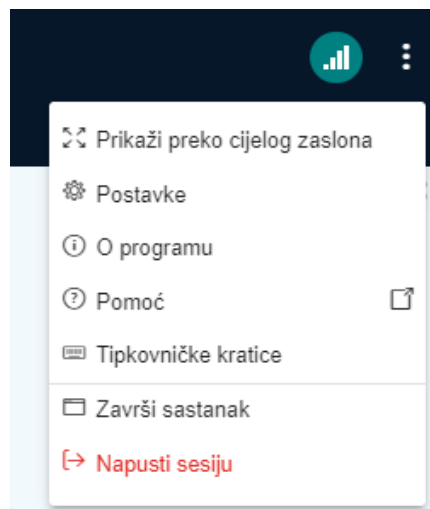 Prikaži preko cijelog zaslona
Postavke
O programu
Pomoć
Tipkovničke kratice
Završi sastanak
Napusti sesiju